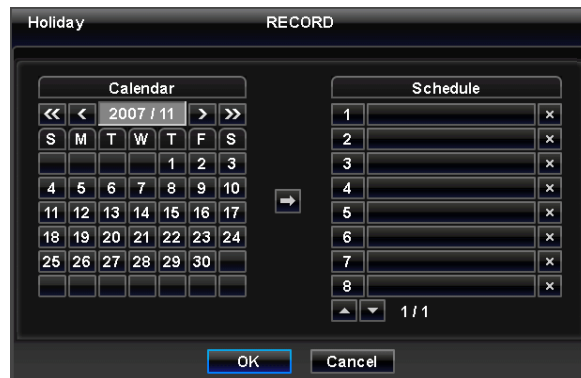 Holiday RECORD
Calendar
« < 2007 / 11 > »
S M T W T F S
1 2 3
4 5 6 7 8 9 10
11 12 13 14 15 16 17
18 19 20 21 22 23 24
25 26 27 28 29 30
Schedule
1 ×
2 ×
3 ×
4 ×
5 ×
6 ×
7 ×
8 ×
1 / 1
OK Cancel